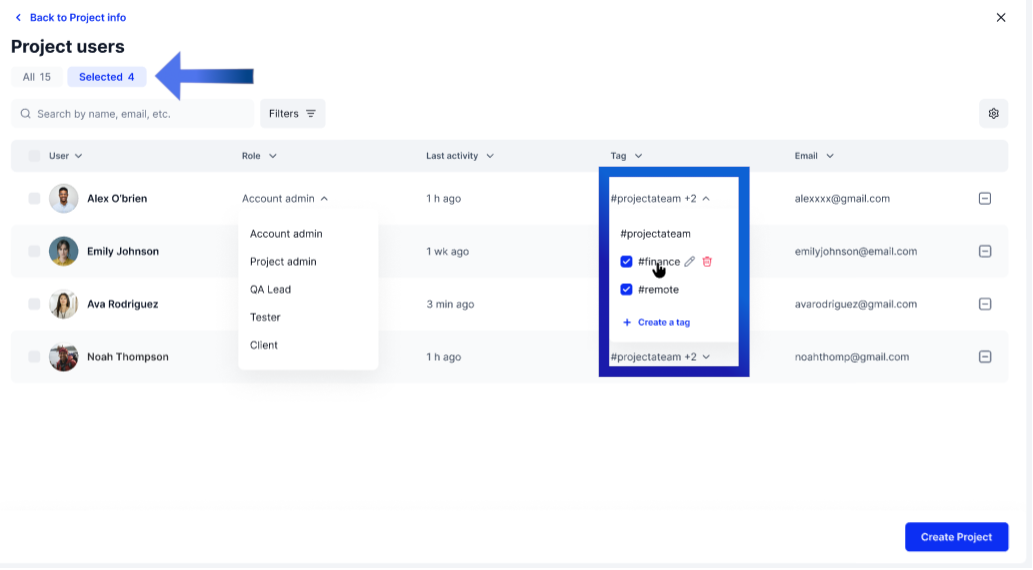 Back to Project info
Project users
All 15
Selected 4
Search by name, email, etc.
Filters
User
Role
Last activity
Tag
Email
Alex O'brien
Account admin
1 h ago
#projectateam +2
alexxxx@gmail.com
Account admin
Project admin
QA Lead
Tester
Client
#projectateam
#finance
#remote
+ Create a tag
Emily Johnson
1 wk ago
emilyjohnson@email.com
Ava Rodriguez
3 min ago
avarodriguez@gmail.com
Noah Thompson
1 h ago
#projectateam +2
noahthomp@gmail.com
Create Project